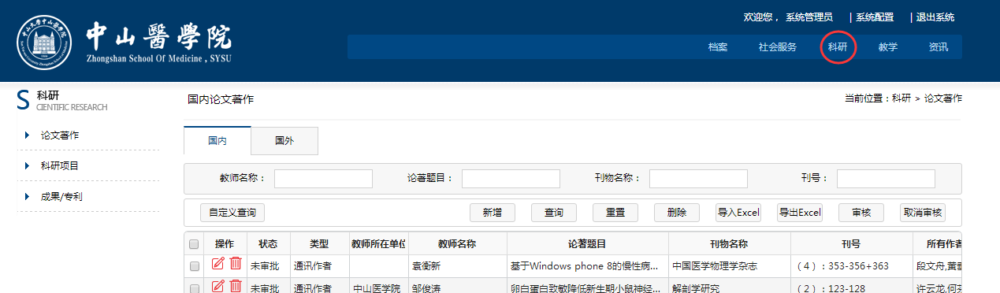 欢迎您， 系统管理员 | 系统配置 | 退出系统
中山醫學院
Zhongshan School Of Medicine , SYSU
档案 社会服务 科研 教学 资讯
S 科研
CIENTIFIC RESEARCH
国内论文著作
当前位置：科研 > 论文著作
论文著作
科研项目
成果/专利
国内 国外
教师名称： 论著题目： 刊物名称： 刊号：
自定义查询 新增 查询 重置 删除 导入Excel 导出Excel 审核 取消审核
操作 状态 类型 教师所在单位 教师名称 论著题目 刊物名称 刊号 所有作者
未审批 通讯作者 袁衡新 基于Windows phone 8的慢性病... 中国医学物理学杂志 （4）: 353-356+363 段文舟,黄
未审批 通讯作者 中山医学院 邹俊涛 卵白蛋白致敏降低新生期小鼠神经... 解剖学研究 （2）: 123-128 许云龙,何